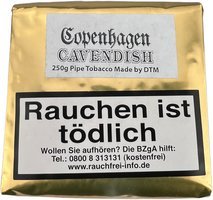 Copenhagen
CAVENDISH
250g Pipe Tobacco Made by DTM
Rauchen ist
tödlich
Wollen Sie aufhören? Die BZgA hilft:
Tel.: 0800 8 313131 (kostenfrei)
www.rauchfrei-info.de